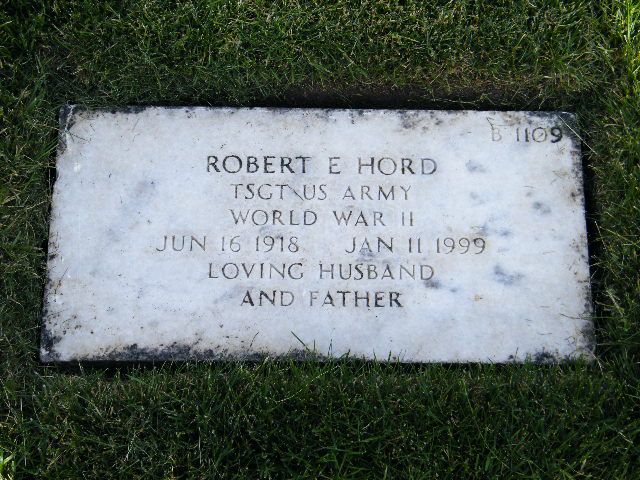 B 1109
ROBERT E HORD
TSGT US ARMY
WORLD WAR II
JUN 16 1918 JAN 11 1999
LOVING HUSBAND
AND FATHER